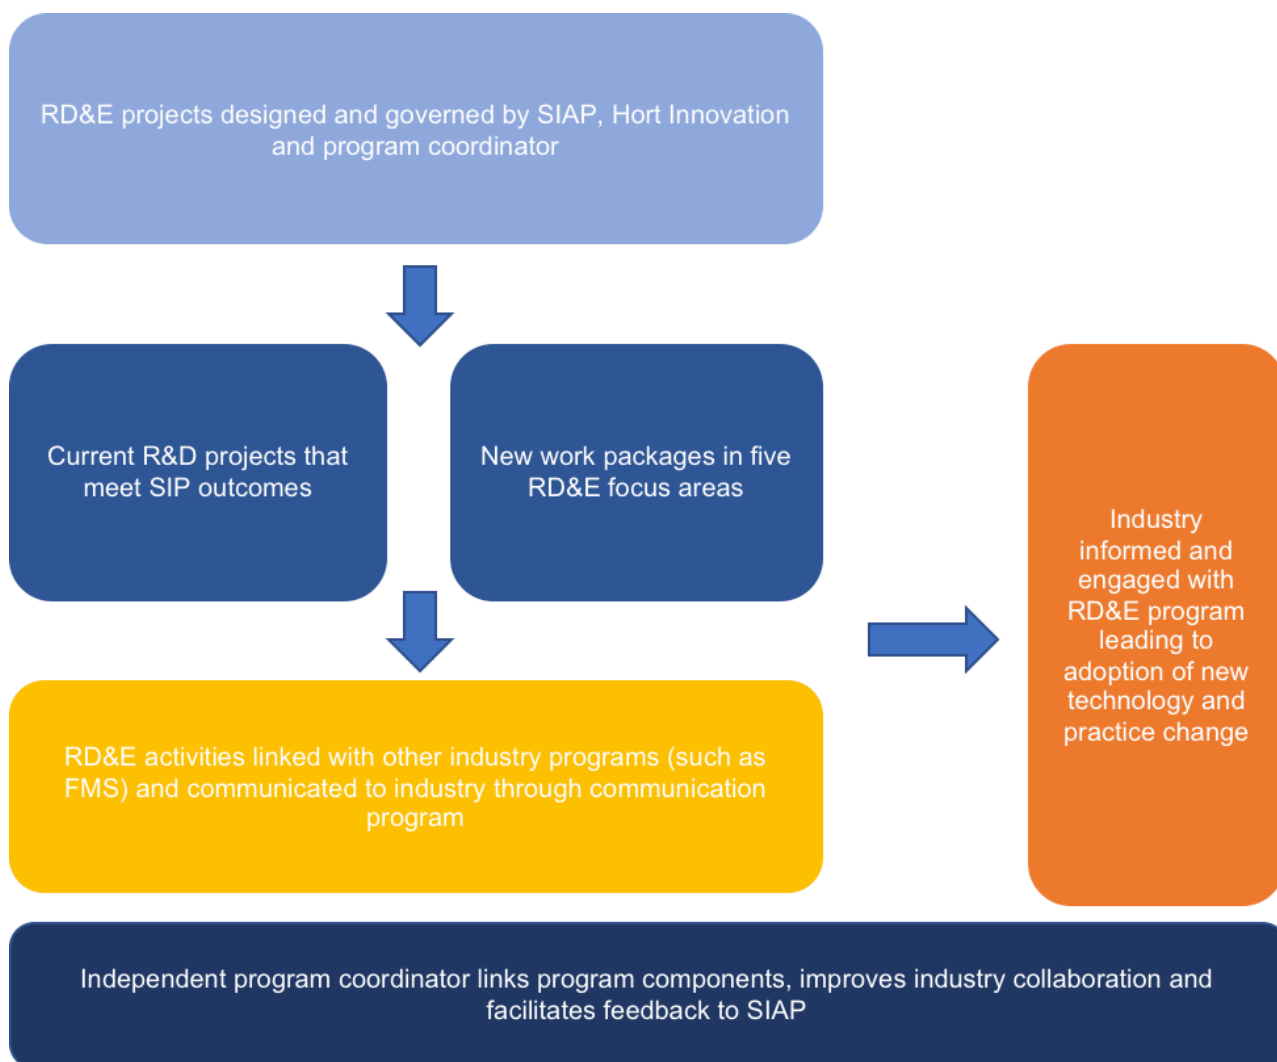 RD&E projects designed and governed by SIAP, Hort Innovation
and program coordinator
Current R&D projects that
meet SIP outcomes
New work packages in five
RD&E focus areas
Industry
informed and
engaged with
RD&E program
leading to
adoption of new
technology and
practice change
RD&E activities linked with other industry programs (such as
FMS) and communicated to industry through communication
program
Independent program coordinator links program components, improves industry collaboration and
facilitates feedback to SIAP